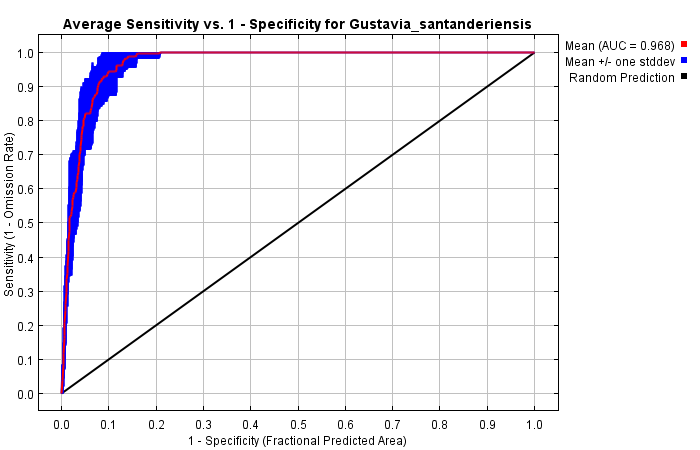 Average Sensitivity vs. 1 - Specificity for Gustavia_santanderiensis
Mean (AUC = 0.968)
Mean +/- one stddev
Random Prediction
Sensitivity (1 - Omission Rate)
1.0
0.9
0.8
0.7
0.6
0.5
0.4
0.3
0.2
0.1
0.0
0.0 0.1 0.2 0.3 0.4 0.5 0.6 0.7 0.8 0.9 1.0
1 - Specificity (Fractional Predicted Area)